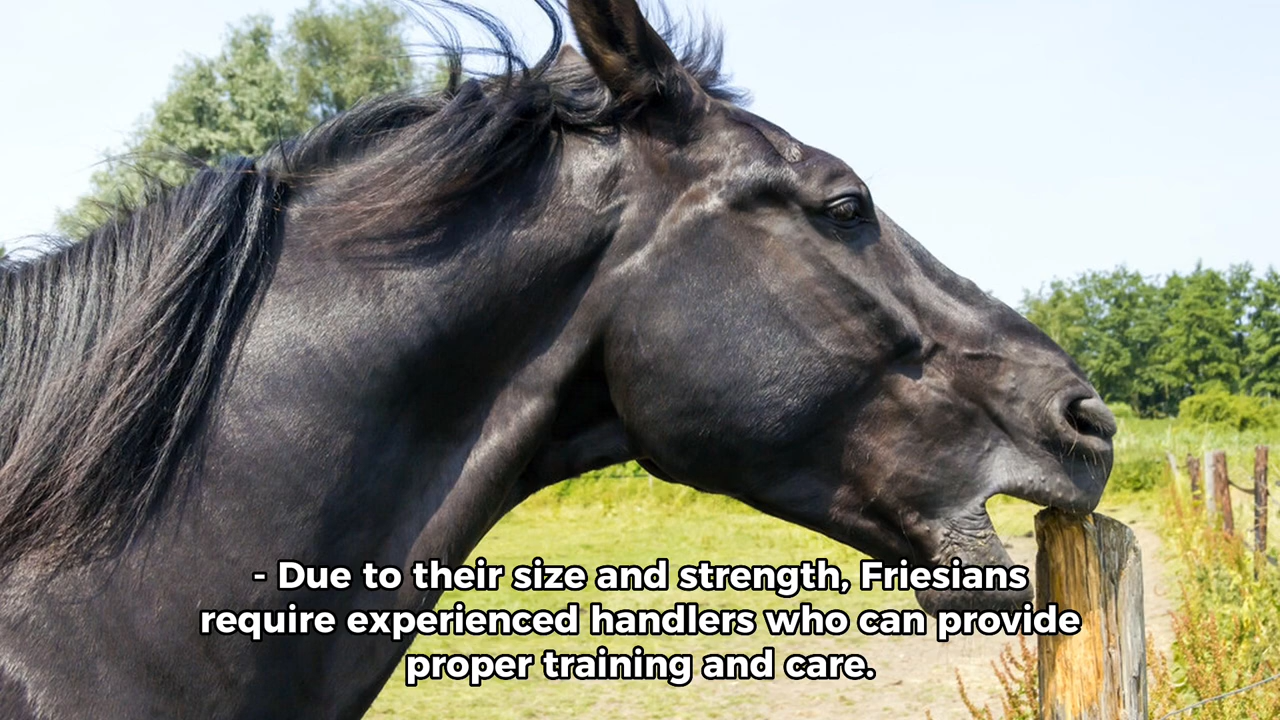 - Due to their size and strength, Friesians
require experienced handlers who can provide
proper training and care.